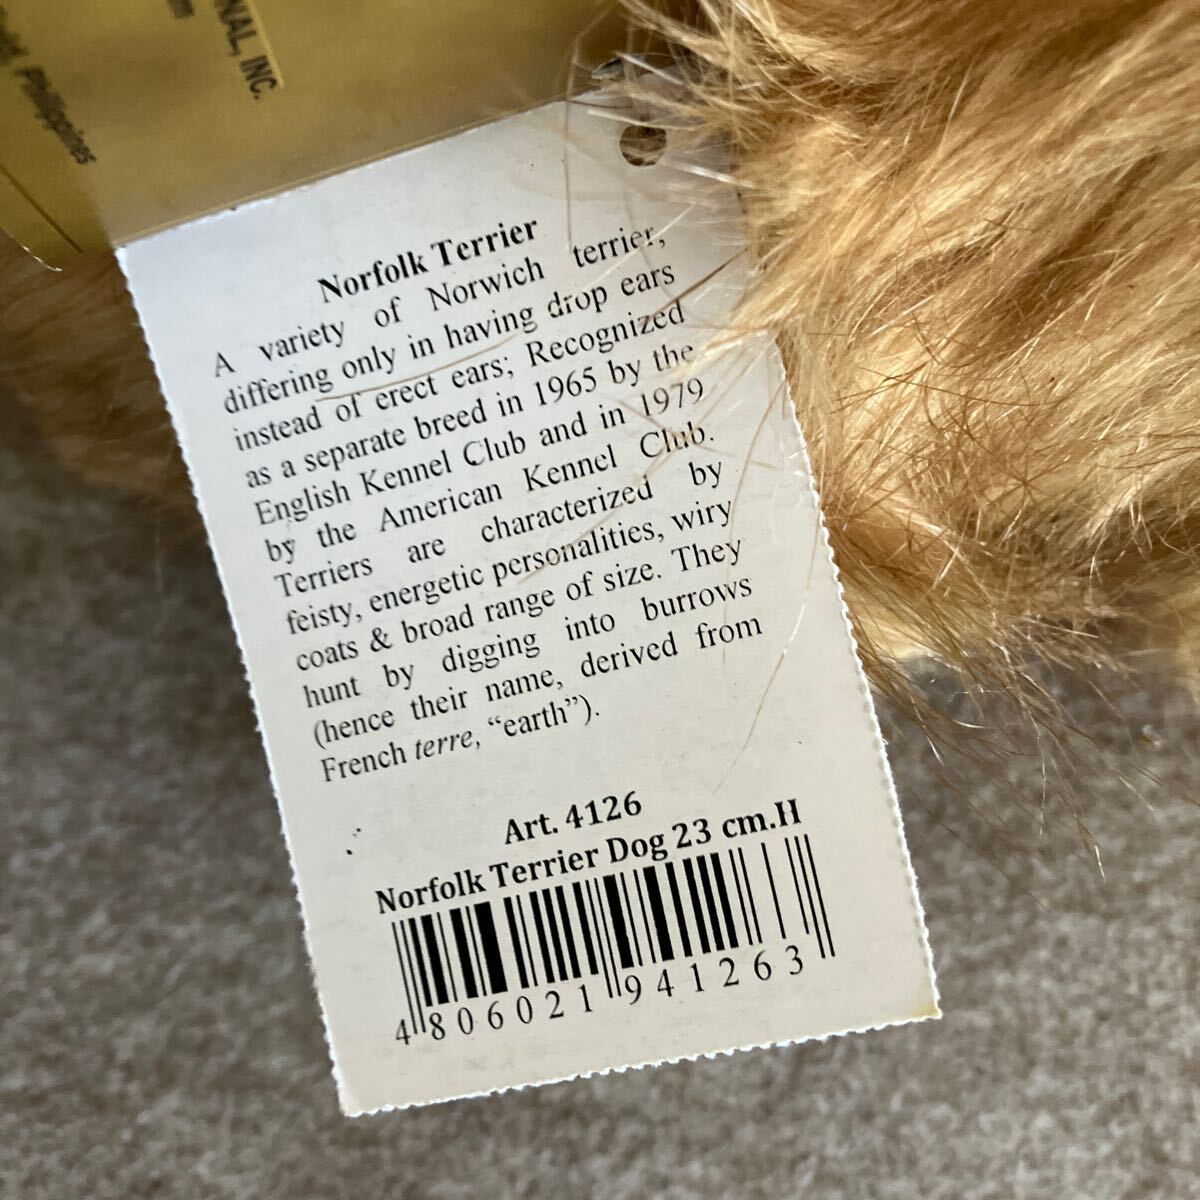 NAL, INC.
Philippines
Norfolk Terrier
A variety of Norwich terrier,
differing only in having drop ears
instead of erect ears; Recognized
as a separate breed in 1965 by the
English Kennel Club and in 1979
by the American Kennel Club.
Terriers are characterized by
feisty, energetic personalities, wiry
coats & broad range of size. They
hunt by digging into burrows
(hence their name, derived from
French terre, “earth”).
Art. 4126
Norfolk Terrier Dog 23 cm.H
4 806021 941263